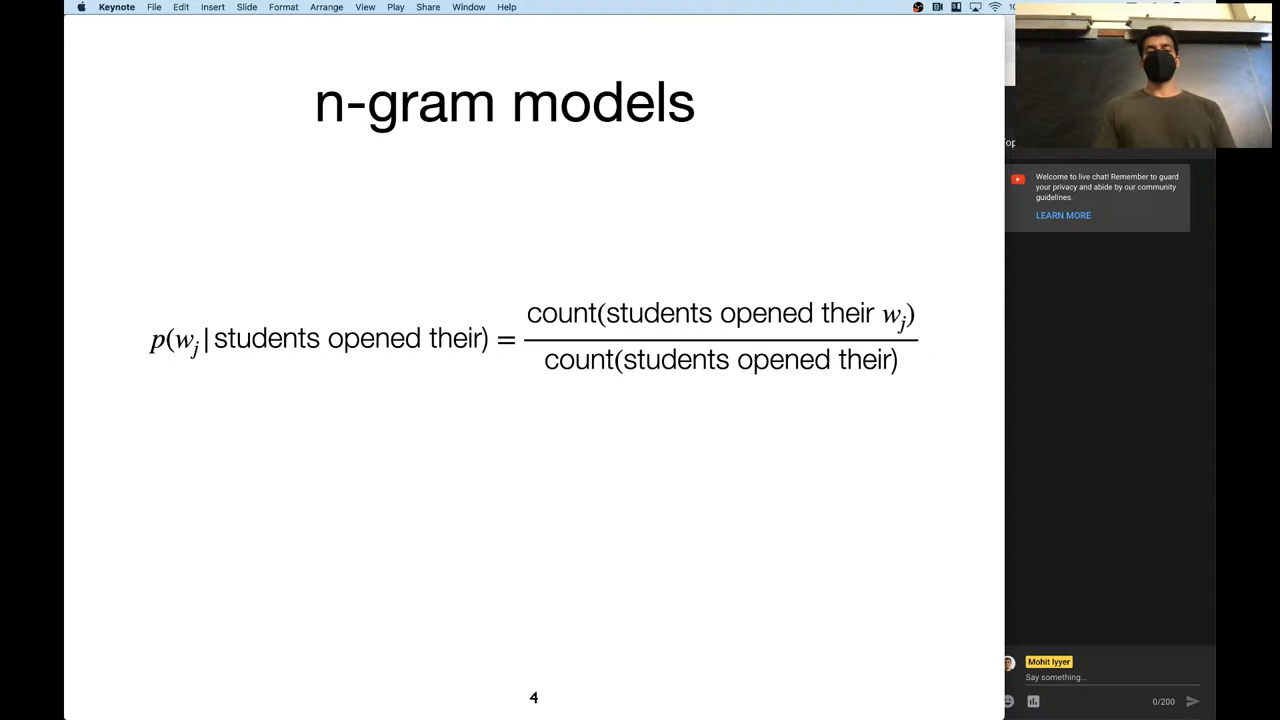 Keynote File Edit Insert Slide Format Arrange View Play Share Window Help
n-gram models
p(wj | students opened their) = count(students opened their wj) / count(students opened their)
4
Welcome to live chat! Remember to guard
your privacy and abide by our community
guidelines.
LEARN MORE
Mohit Iyyer
Say something...
0/200